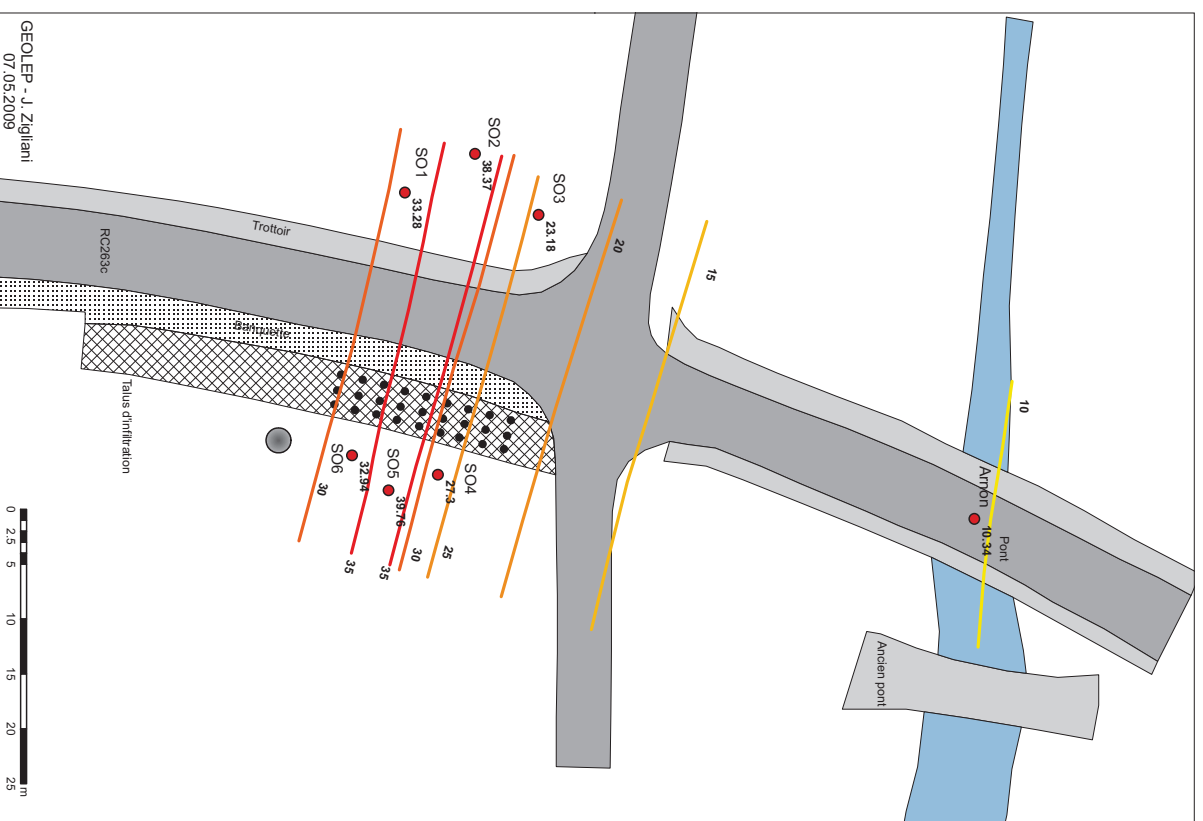 GEOLEP - J. Zigliani
07.05.2009
SO2
38.37
SO1
33.28
SO3
23.18
20
15
Trottoir
RC263c
Banquette
Talus d'infiltration
SO6
32.94
SO5
39.76
SO4
27.3
30
35
35
30
25
10
Arnon
10.34
Pont
Ancien pont
0
2.5
5
10
15
20
25
m